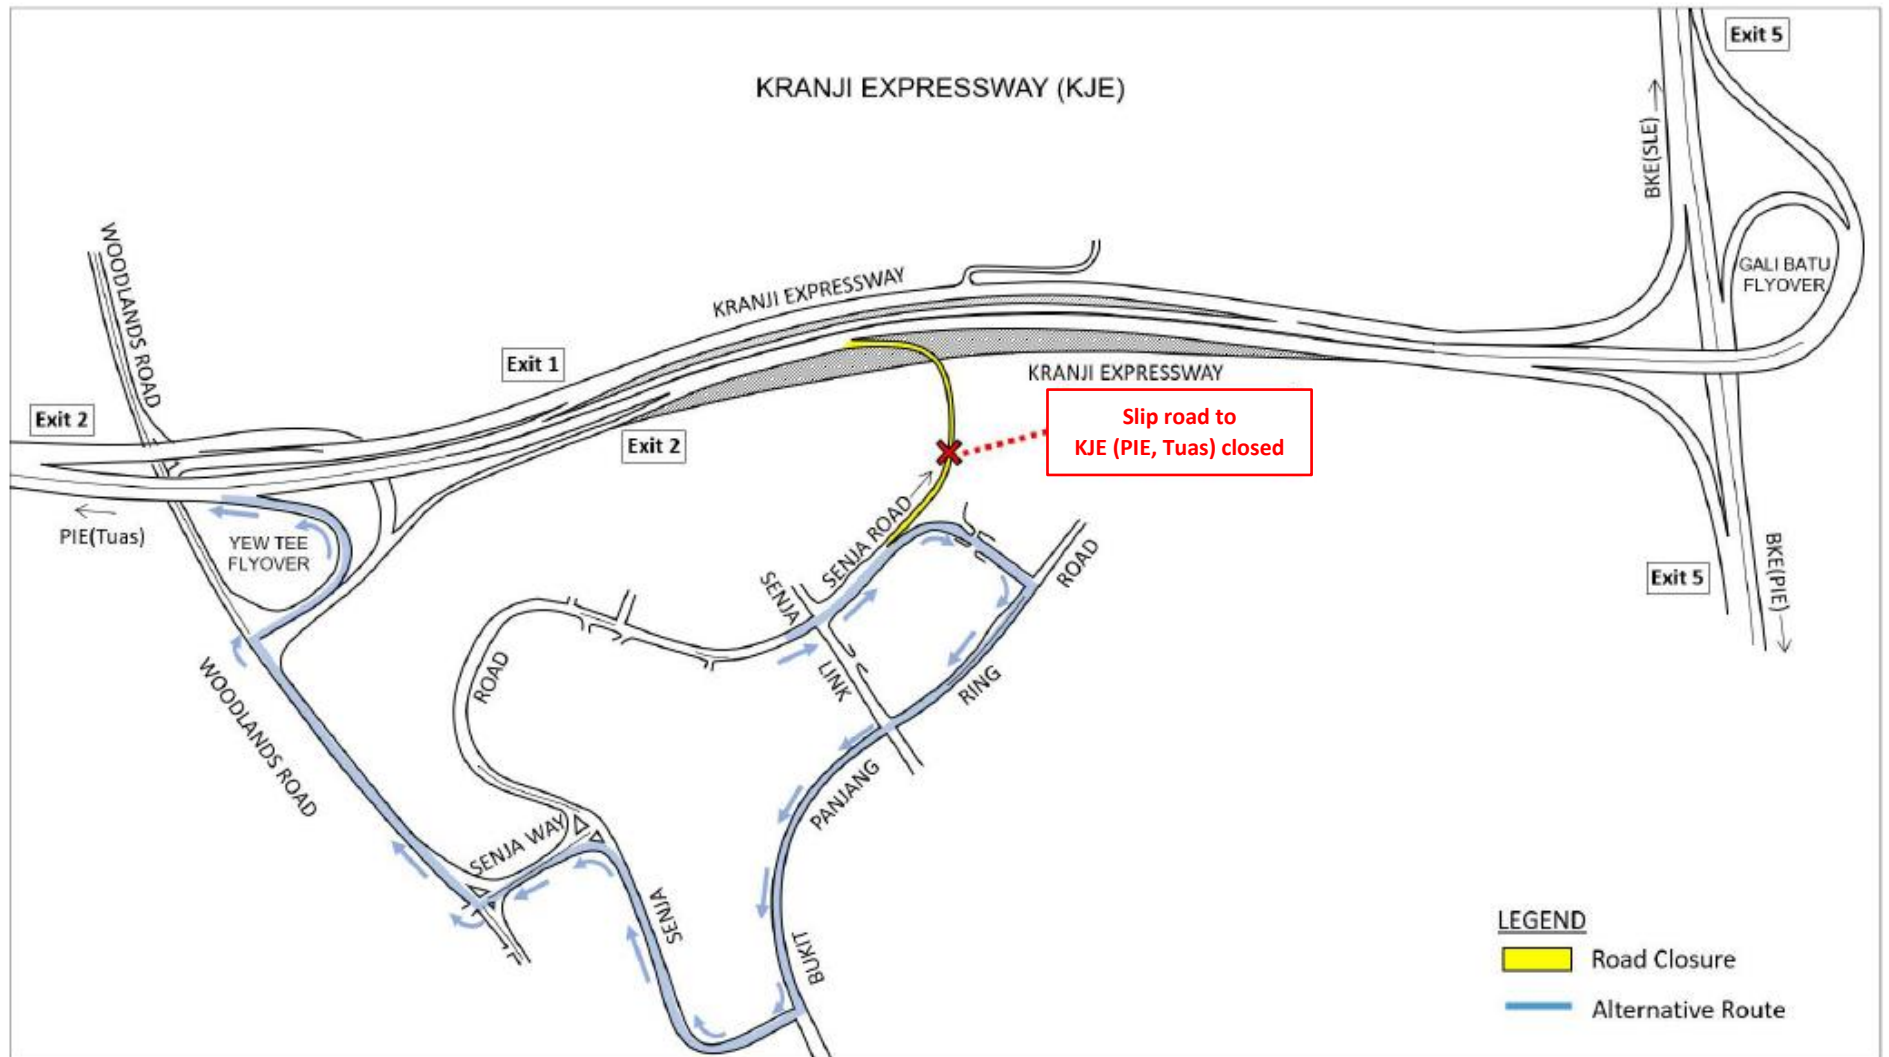 Exit 5
KRANJI EXPRESSWAY (KJE)
BKE(SLE)
WOODLANDS ROAD
GALI BATU
FLYOVER
KRANJI EXPRESSWAY
Exit 1
KRANJI EXPRESSWAY
Exit 2
Slip road to
KJE (PIE, Tuas) closed
Exit 2
PIE(Tuas)
YEW TEE
FLYOVER
SENJA ROAD
ROAD
Exit 5
BKE(PIE)
SENJA
LINK
ROAD
RING
WOODLANDS ROAD
PANJANG
SENJA WAY
SENJA
BUKIT
LEGEND
Road Closure
Alternative Route